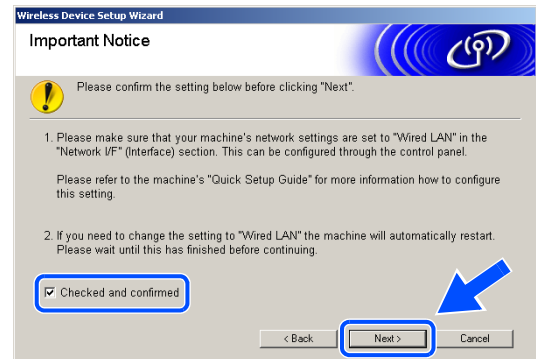 Wireless Device Setup Wizard
Important Notice
Please confirm the setting below before clicking "Next".
1. Please make sure that your machine's network settings are set to "Wired LAN" in the
"Network I/F" (Interface) section. This can be configured through the control panel.
Please refer to the machine's "Quick Setup Guide" for more information how to configure
this setting.
2. If you need to change the setting to "Wired LAN" the machine will automatically restart.
Please wait until this has finished before continuing.
Checked and confirmed
< Back
Next >
Cancel